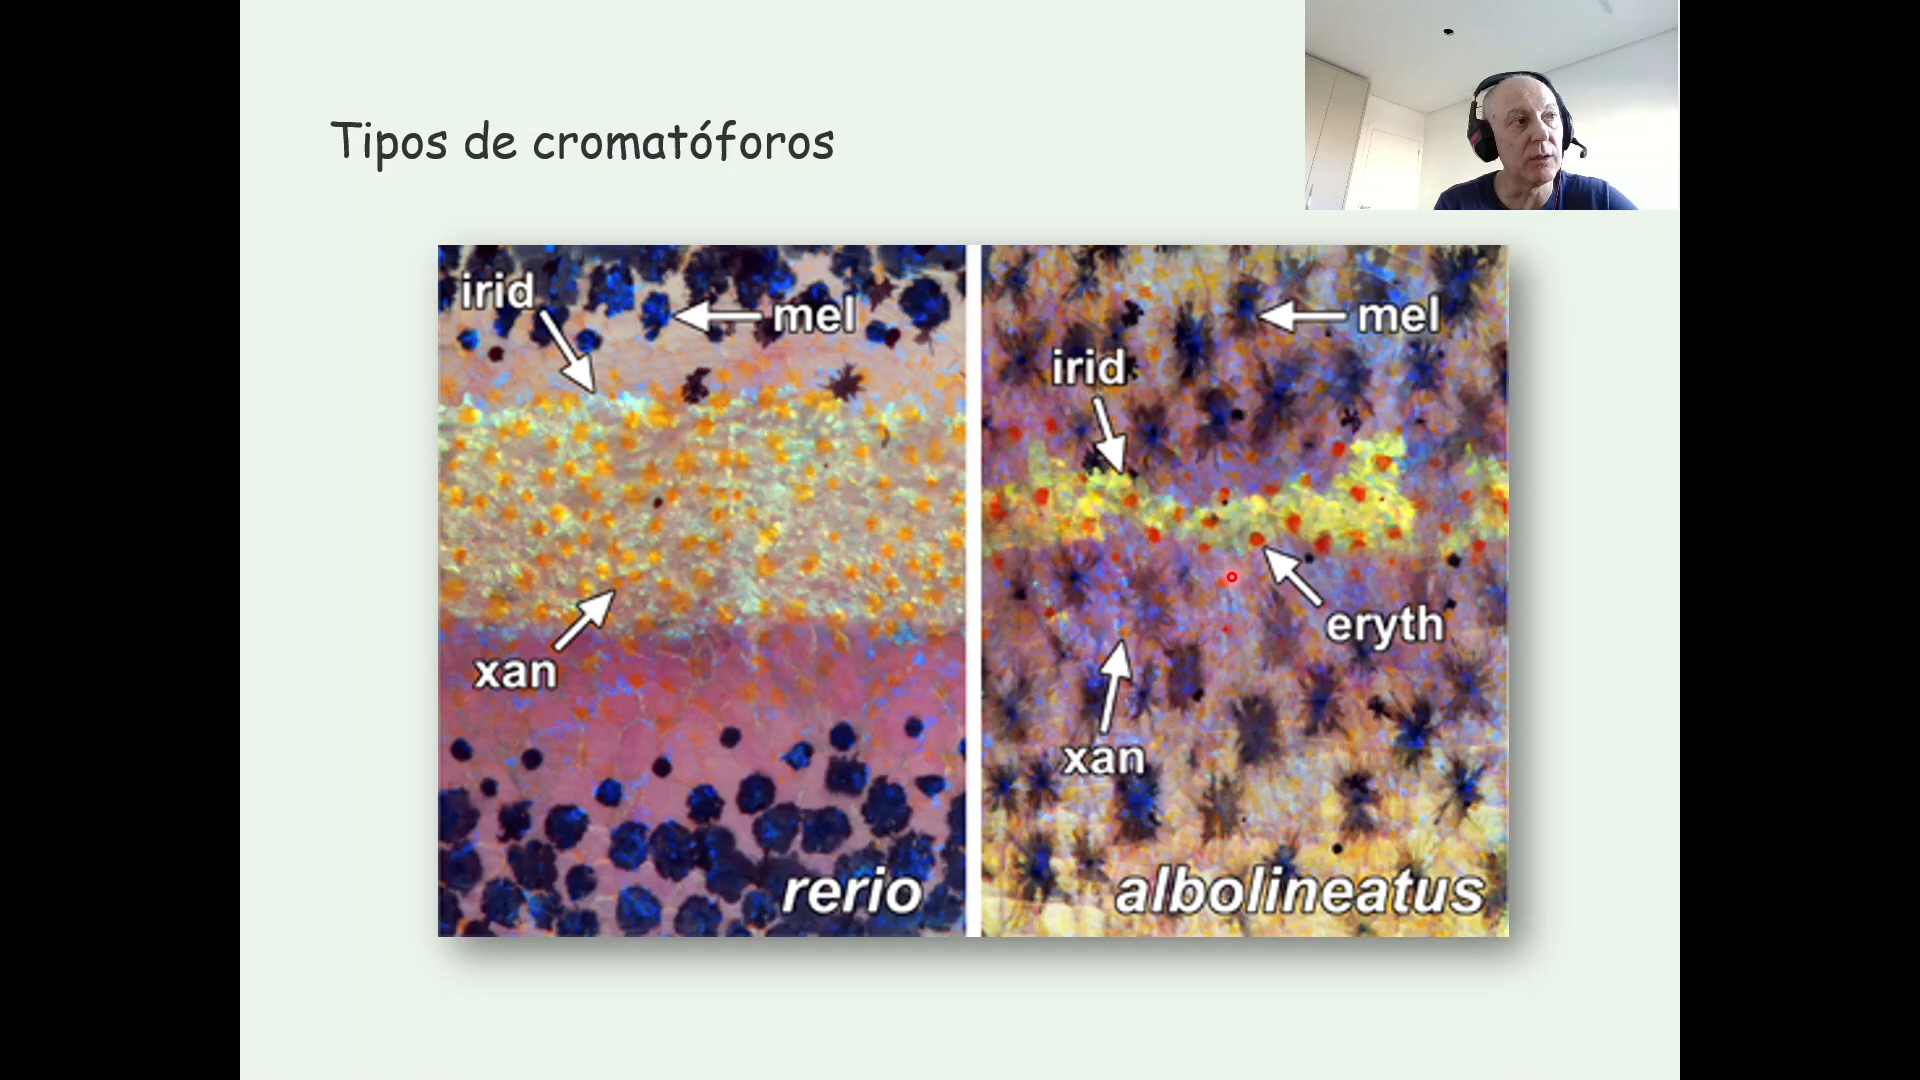 Tipos de cromatóforos
irid
mel
xan
rerio
mel
irid
eryth
xan
albolineatus